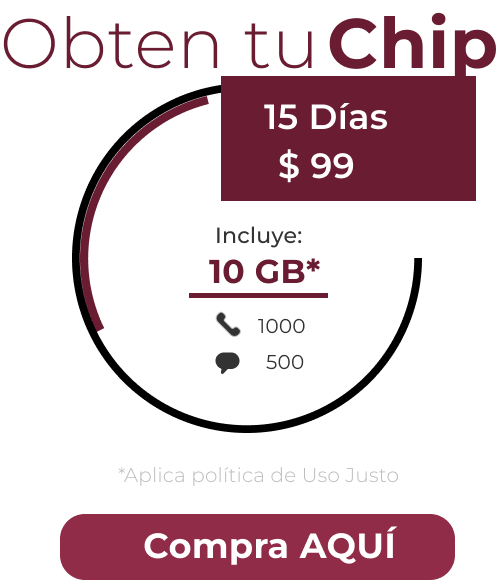 Obten tu Chip
15 Días
$ 99
Incluye:
10 GB*
1000
500
*Aplica política de Uso Justo
Compra AQUÍ